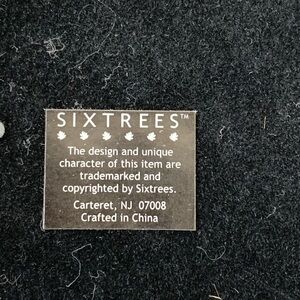 SIXTREES™
The design and unique
character of this item are
trademarked and
copyrighted by Sixtrees.
Carteret, NJ 07008
Crafted in China